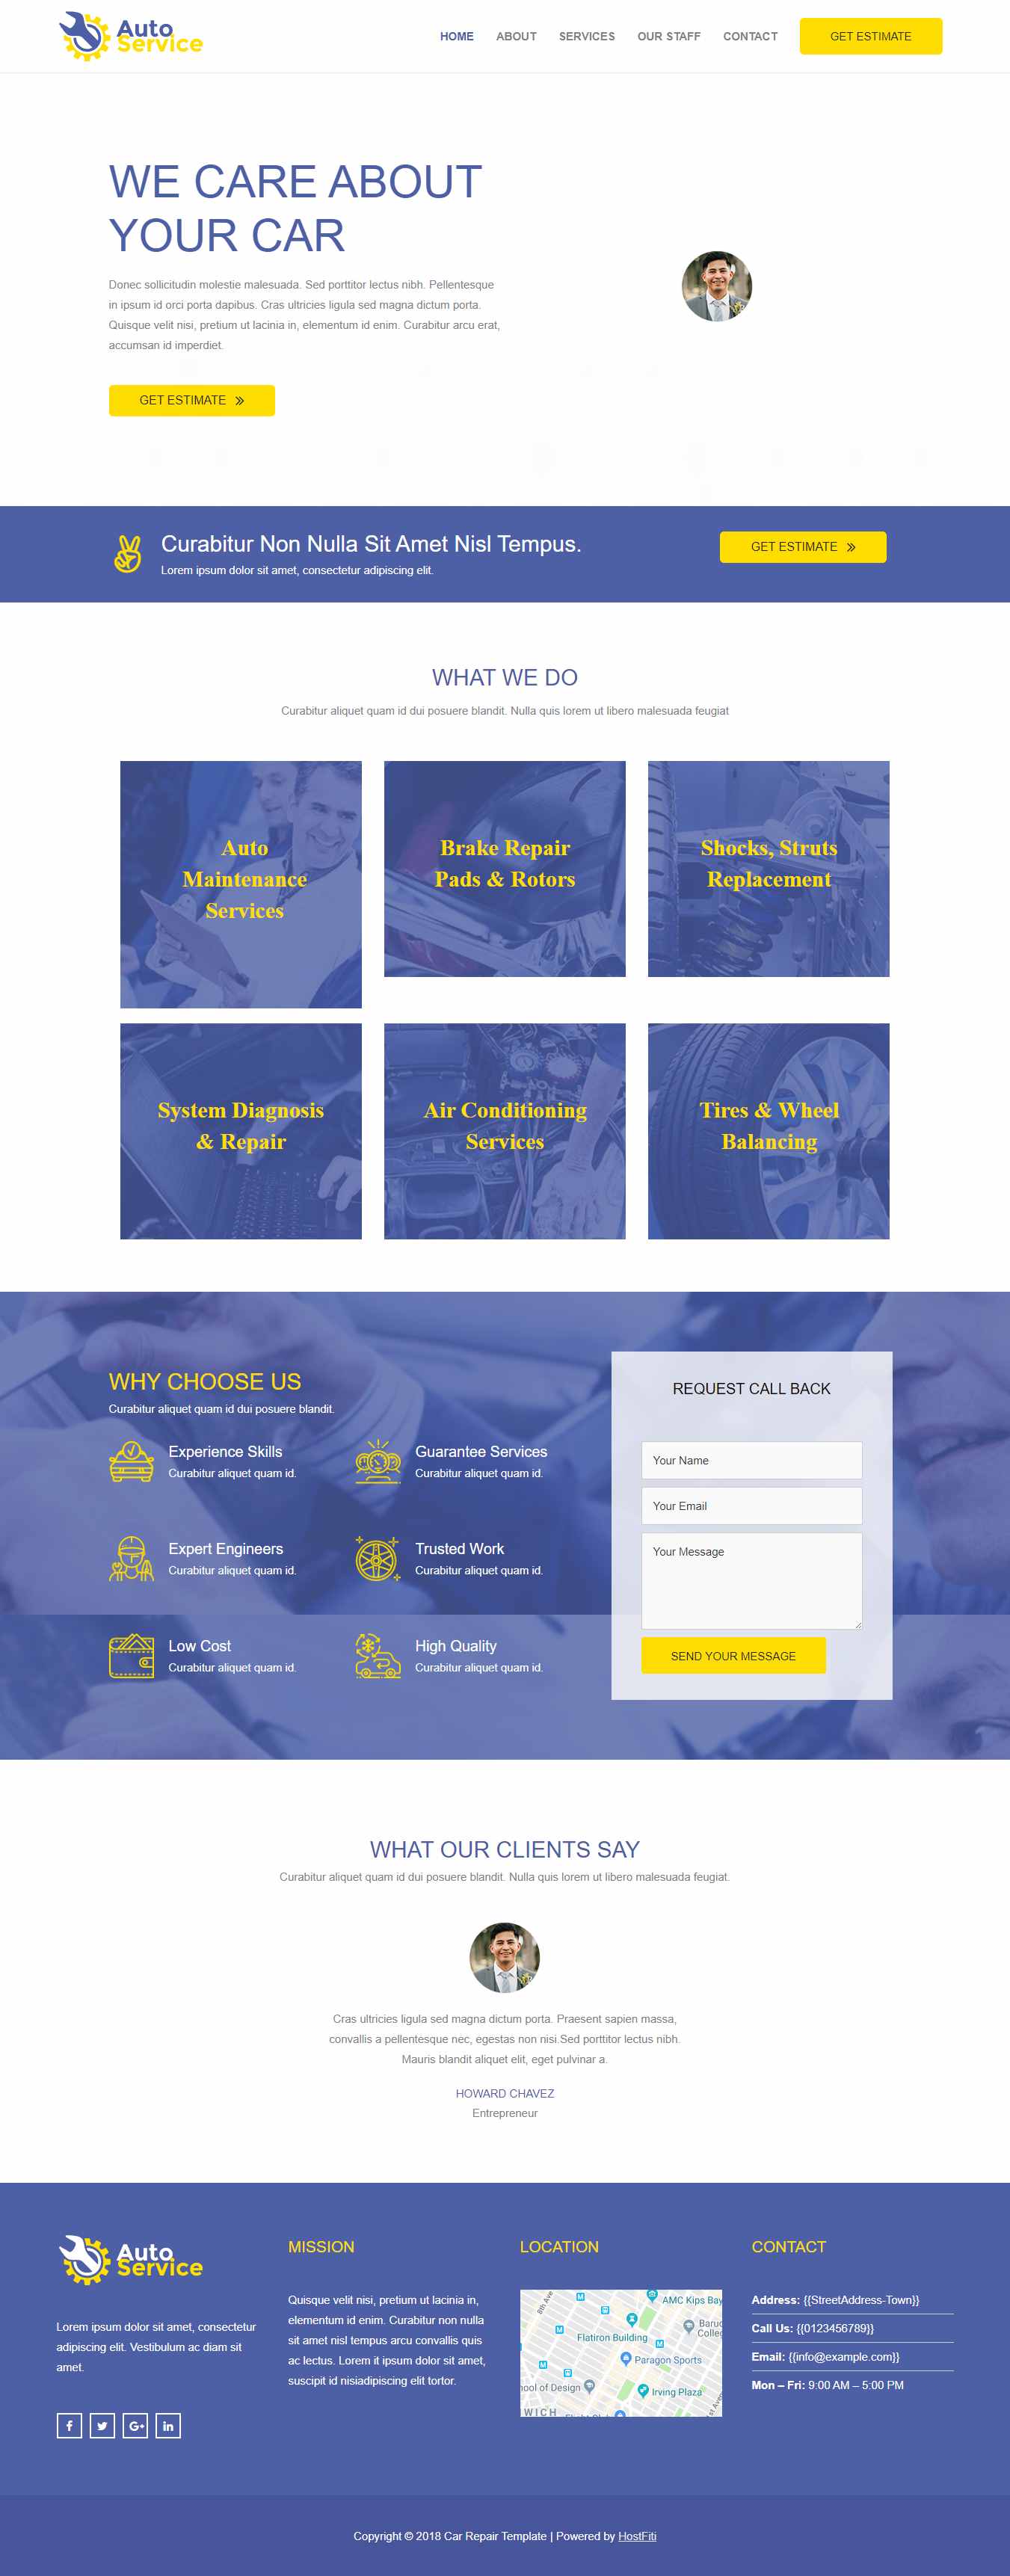 Auto
Service
HOME ABOUT SERVICES OUR STAFF CONTACT GET ESTIMATE
WE CARE ABOUT
YOUR CAR
Donec sollicitudin molestie malesuada. Sed porttitor lectus nibh. Pellentesque
in ipsum id orci porta dapibus. Cras ultricies ligula sed magna dictum porta.
Quisque velit nisi, pretium ut lacinia in, elementum id enim. Curabitur arcu erat,
accumsan id imperdiet.
GET ESTIMATE »
Curabitur Non Nulla Sit Amet Nisl Tempus.
Lorem ipsum dolor sit amet, consectetur adipiscing elit.
GET ESTIMATE »
WHAT WE DO
Curabitur aliquet quam id dui posuere blandit. Nulla quis lorem ut libero malesuada feugiat
Auto
Maintenance
Services
Brake Repair
Pads & Rotors
Shocks, Struts
Replacement
System Diagnosis
& Repair
Air Conditioning
Services
Tires & Wheel
Balancing
WHY CHOOSE US
Curabitur aliquet quam id dui posuere blandit.
Experience Skills
Curabitur aliquet quam id.
Guarantee Services
Curabitur aliquet quam id.
Expert Engineers
Curabitur aliquet quam id.
Trusted Work
Curabitur aliquet quam id.
Low Cost
Curabitur aliquet quam id.
High Quality
Curabitur aliquet quam id.
REQUEST CALL BACK
Your Name
Your Email
Your Message
SEND YOUR MESSAGE
WHAT OUR CLIENTS SAY
Curabitur aliquet quam id dui posuere blandit. Nulla quis lorem ut libero malesuada feugiat.
Cras ultricies ligula sed magna dictum porta. Praesent sapien massa,
convallis a pellentesque nec, egestas non nisi.Sed porttitor lectus nibh.
Mauris blandit aliquet elit, eget pulvinar a.
HOWARD CHAVEZ
Entrepreneur
Auto
Service
Lorem ipsum dolor sit amet, consectetur
adipiscing elit. Vestibulum ac diam sit
amet.
MISSION
Quisque velit nisi, pretium ut lacinia in,
elementum id enim. Curabitur non nulla
sit amet nisl tempus arcu convallis quis
ac lectus. Lorem it ipsum dolor sit amet,
suscipit id nisiadipiscing elit tortor.
LOCATION
8th Ave
AMC Kips Bay
Flatiron Building
Paragon Sports
ool of Design
Irving Plaza
WICH
1st Ave
CONTACT
Address: {{StreetAddress-Town}}
Call Us: {{0123456789}}
Email: {{info@example.com}}
Mon – Fri: 9:00 AM – 5:00 PM
Copyright © 2018 Car Repair Template | Powered by HostFiti